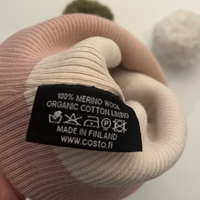 100% MERINO WOOL
ORGANIC COTTON LINING
MADE IN FINLAND
www.costo.fi